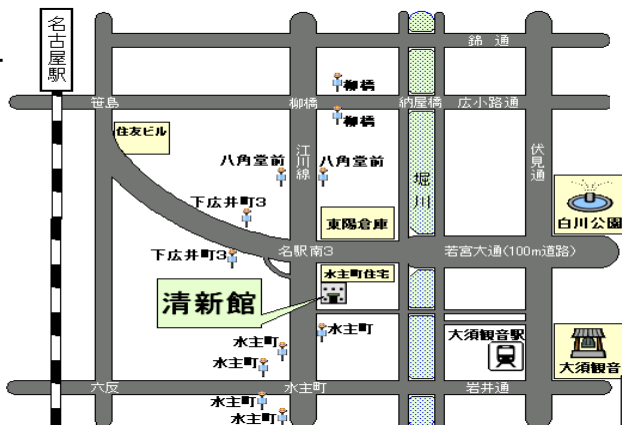 名古屋駅
錦通
柳橋
笹島
柳橋
納屋橋
広小路通
柳橋
住友ビル
江川線
伏見通
八角堂前
八角堂前
堀川
下広井町3
東陽倉庫
白川公園
下広井町3
名駅南3
若宮大通(100m道路)
水主町住宅
清新館
水主町
大須観音駅
水主町
水主町
大須観音
六反
水主町
岩井通
水主町
水主町